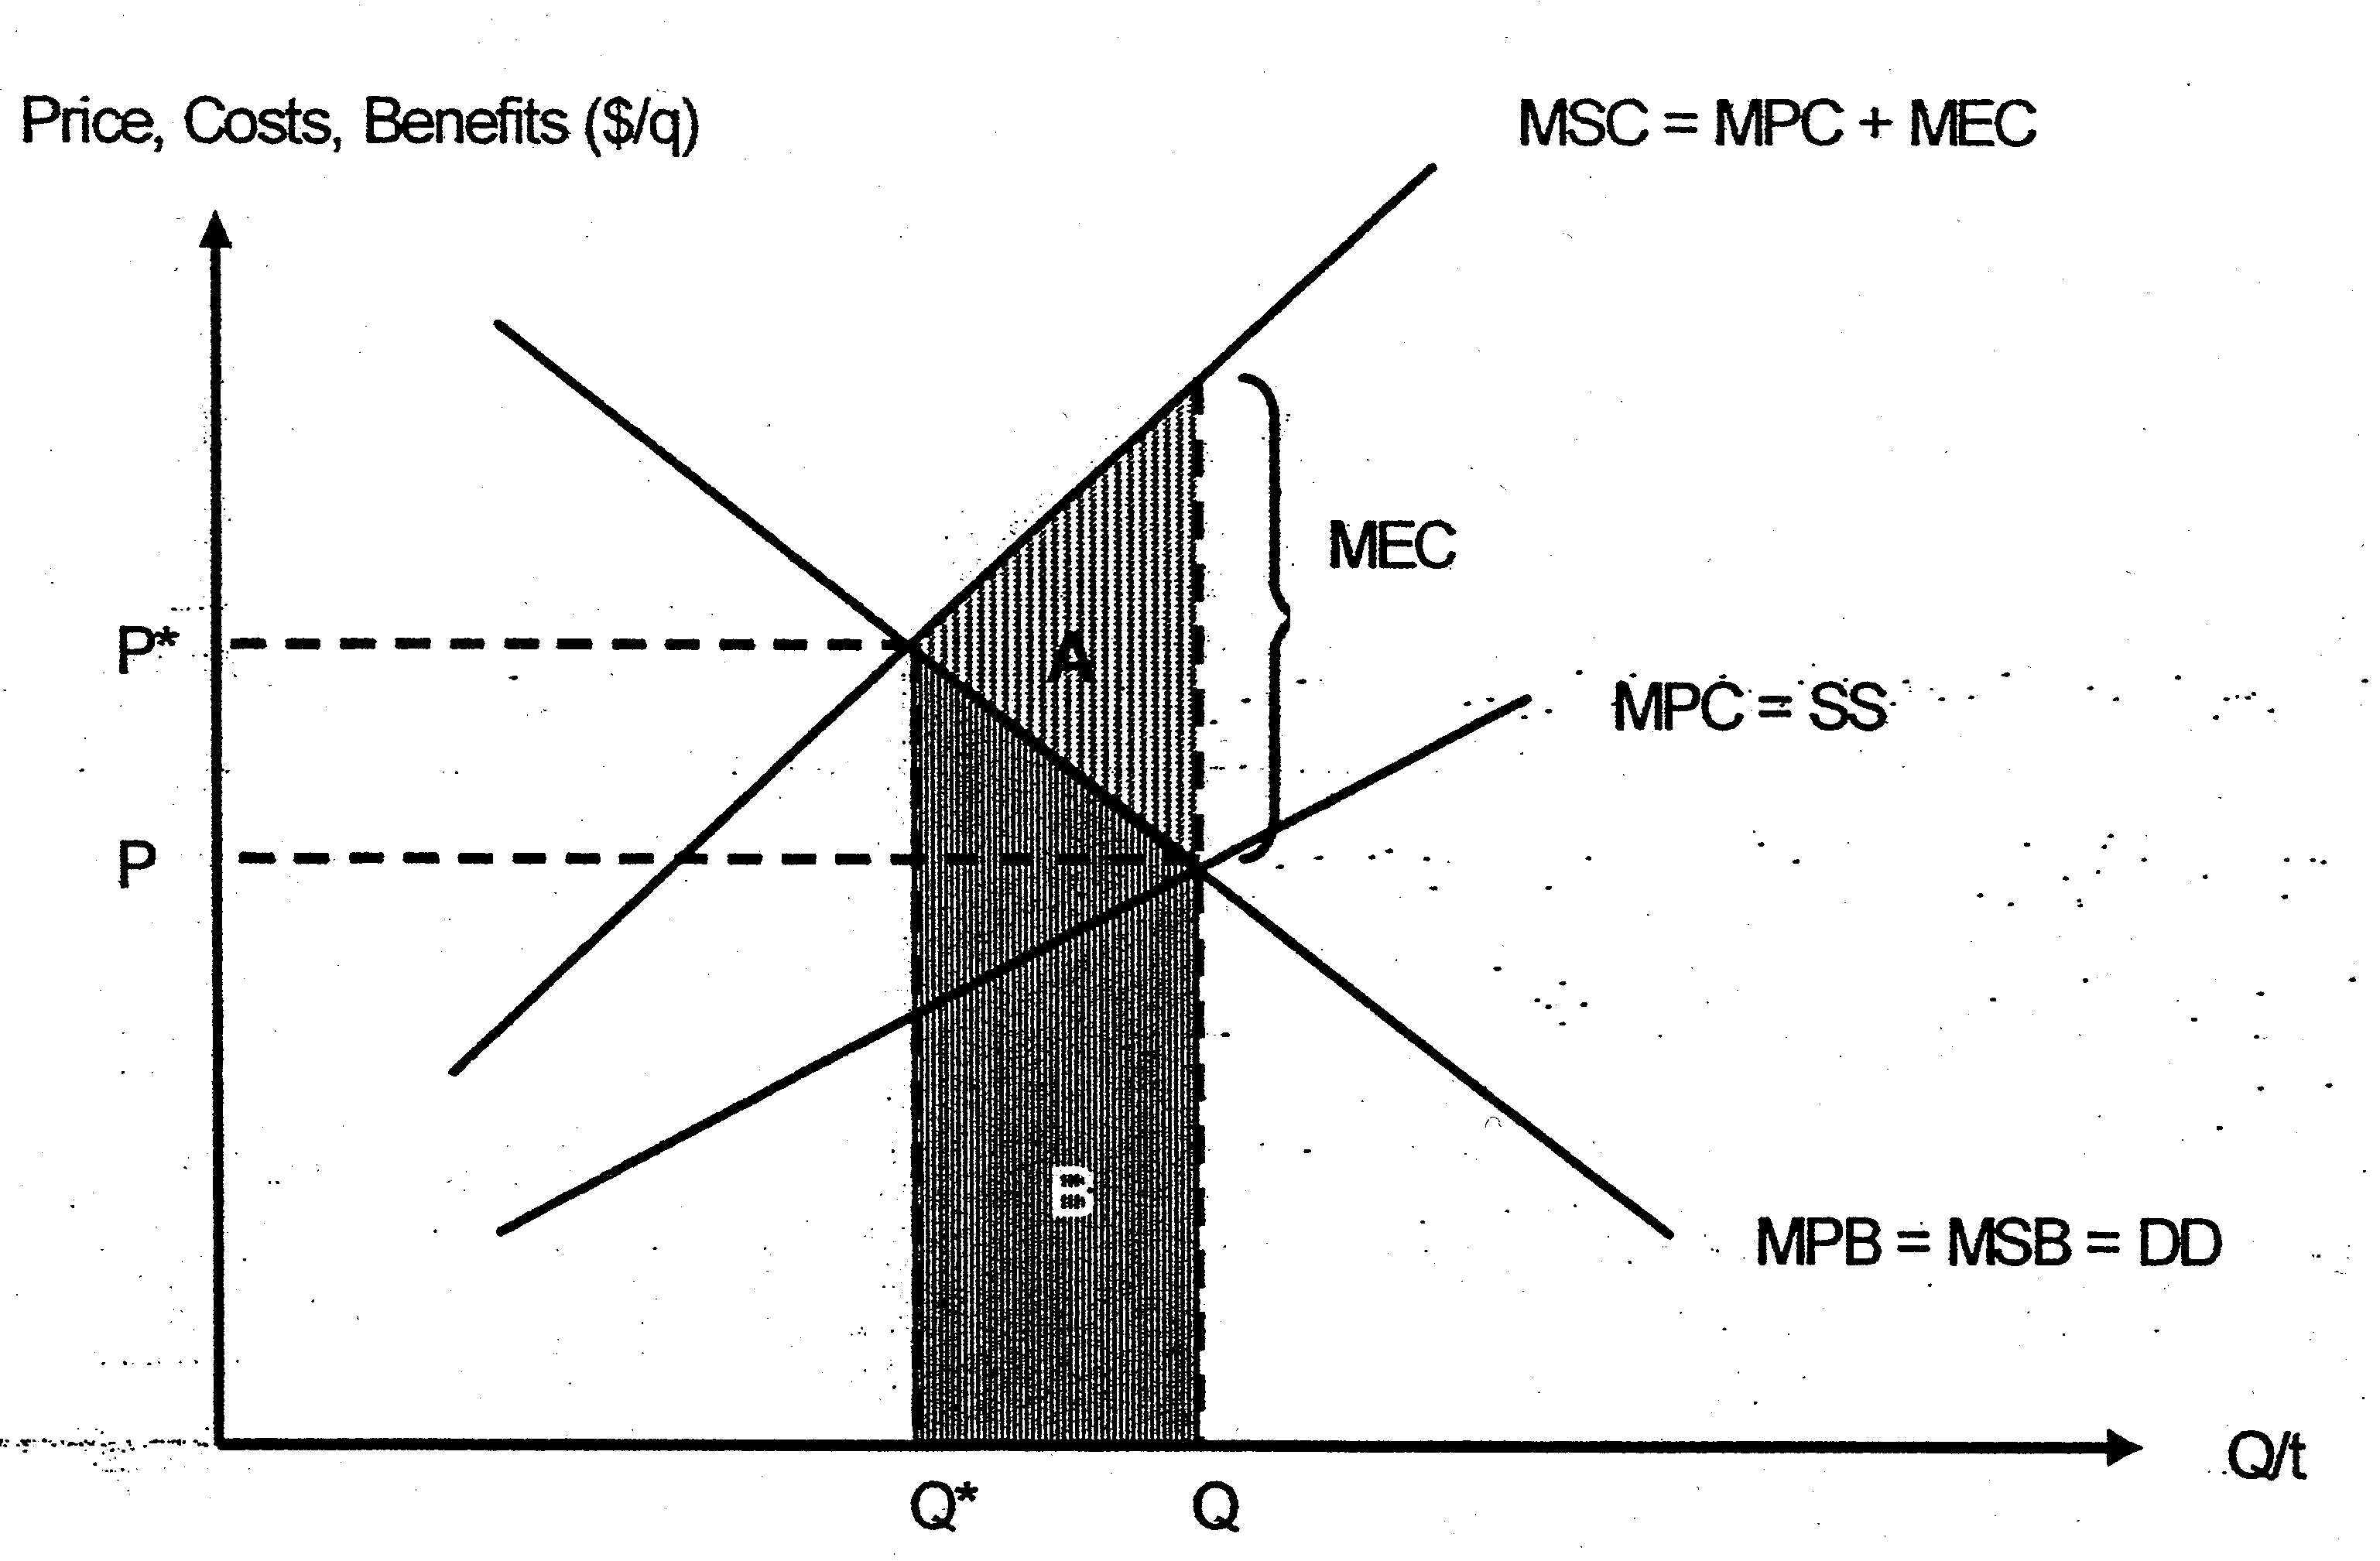 Price, Costs, Benefits ($/q)
MSC = MPC + MEC
MEC
P*
A
MPC = SS
P
B
MPB = MSB = DD
Q/t
Q*
Q